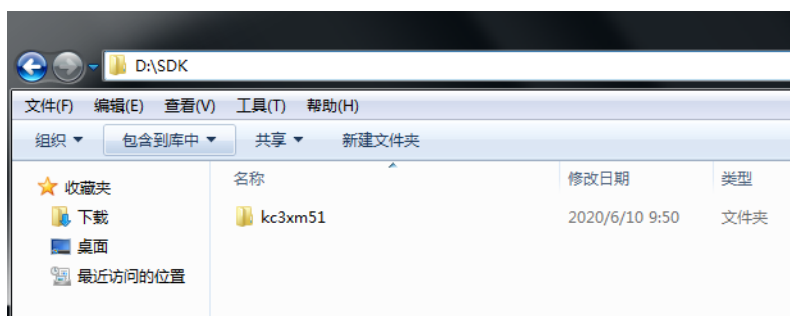 D:\SDK
文件(F) 编辑(E) 查看(V) 工具(T) 帮助(H)
组织 包含到库中 共享 新建文件夹
收藏夹
下载
桌面
最近访问的位置
名称 修改日期 类型
kc3xm51 2020/6/10 9:50 文件夹